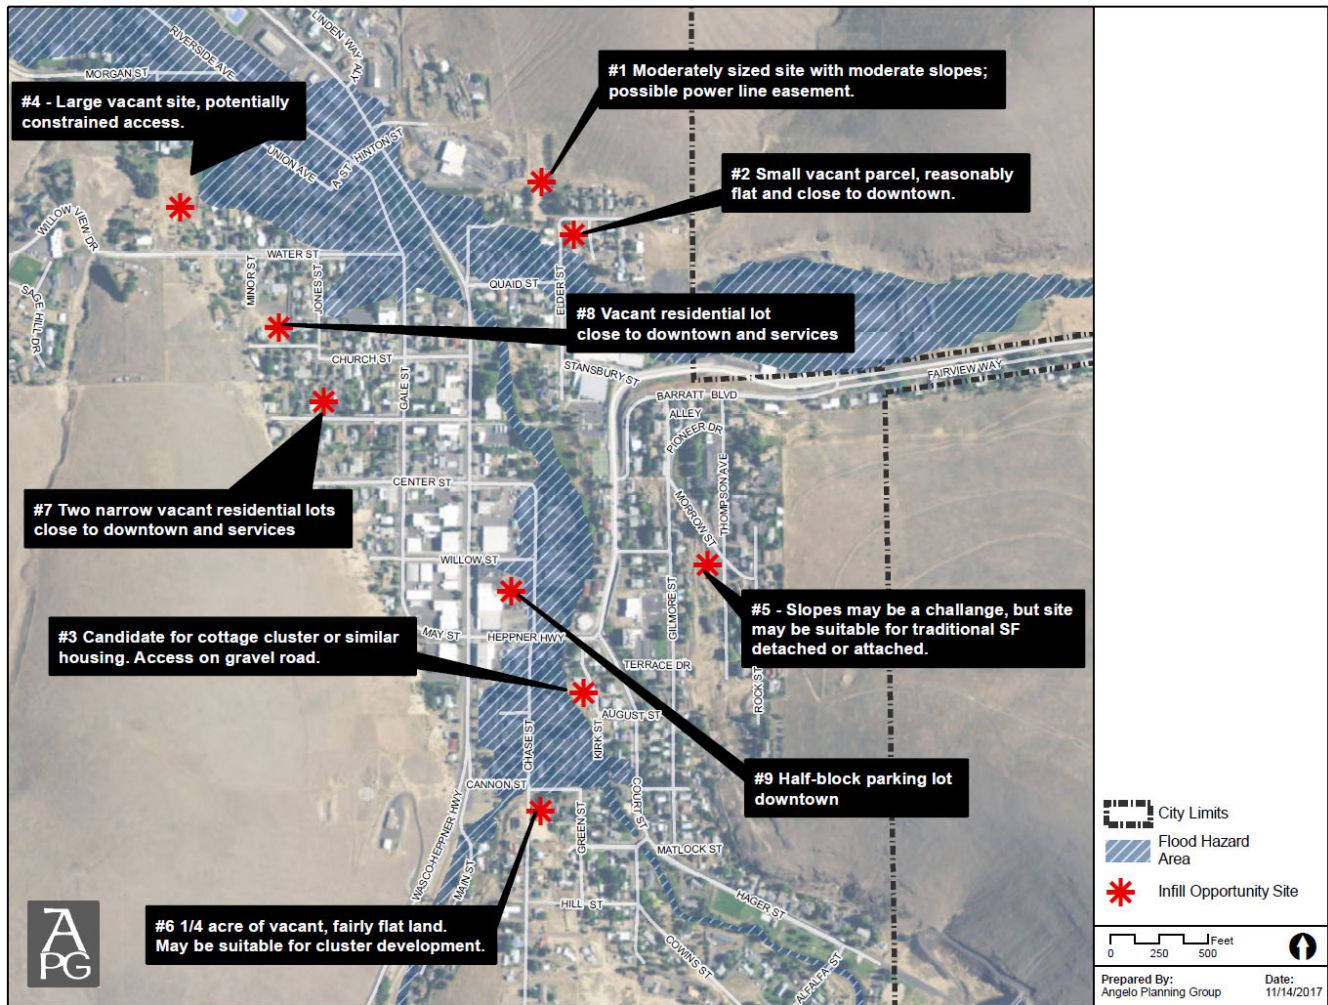 RIVERSIDE AVE
LINDEN WAY ALY
MORGAN ST
#1 Moderately sized site with moderate slopes;
possible power line easement.
#4 - Large vacant site, potentially
constrained access.
UNION AVE
A ST
HINTON ST
#2 Small vacant parcel, reasonably
flat and close to downtown.
WILLOW
VIEW DR
WATER ST
MINOR ST
JONES ST
QUAID ST
ELDER ST
SAGE HILL DR
#8 Vacant residential lot
close to downtown and services
CHURCH ST
GALE ST
STANSBURY ST
FAIRVIEW WAY
BARRATT BLVD
ALLEY
PIONEER DR
CENTER ST
THOMPSON AVE
MORROW ST
#7 Two narrow vacant residential lots
close to downtown and services
WILLOW ST
GILMORE ST
#5 - Slopes may be a challange, but site
may be suitable for traditional SF
detached or attached.
#3 Candidate for cottage cluster or similar
housing. Access on gravel road.
MAY ST
HEPPNER HWY
TERRACE DR
ROCK ST
AUGUST ST
KIRK ST
CHASE ST
#9 Half-block parking lot
downtown
CANNON ST
COURT ST
GREEN ST
WASCO-HEPPNER HWY
MAIN ST
MATLOCK ST
HAGER ST
HILL ST
COWINS ST
ALFALFA ST
#6 1/4 acre of vacant, fairly flat land.
May be suitable for cluster development.
APG
City Limits
Flood Hazard
Area
Infill Opportunity Site
Feet
0 250 500
Prepared By:
Angelo Planning Group
Date:
11/14/2017